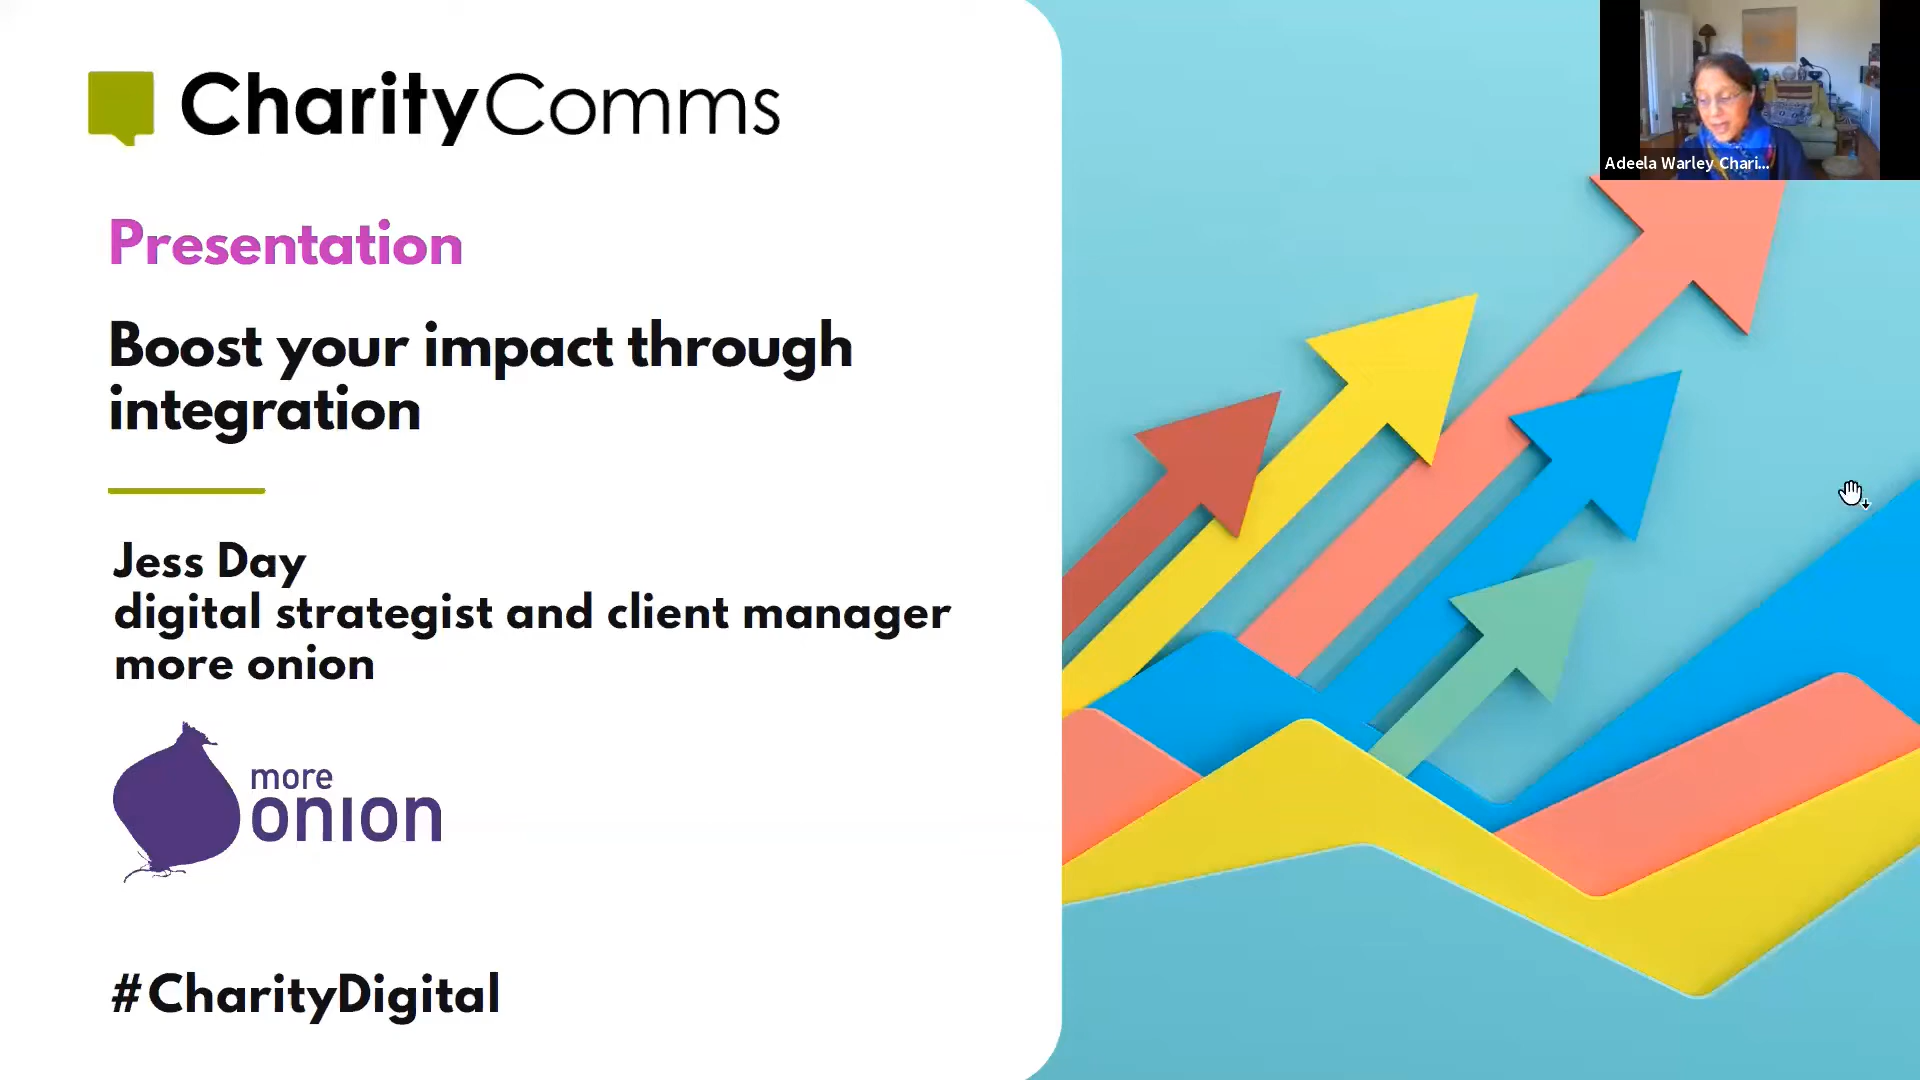 CharityComms
Presentation
Boost your impact through
integration
Jess Day
digital strategist and client manager
more onion
more
onion
#CharityDigital
Adeela Warley Chari...